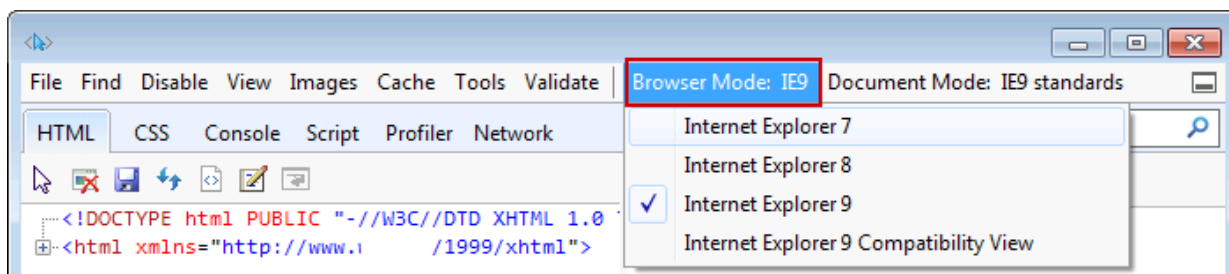 File Find Disable View Images Cache Tools Validate Browser Mode: IE9 Document Mode: IE9 standards
HTML CSS Console Script Profiler Network
Internet Explorer 7
Internet Explorer 8
Internet Explorer 9
Internet Explorer 9 Compatibility View
<!DOCTYPE html PUBLIC "-//W3C//DTD XHTML 1.0
<html xmlns="http://www. /1999/xhtml">